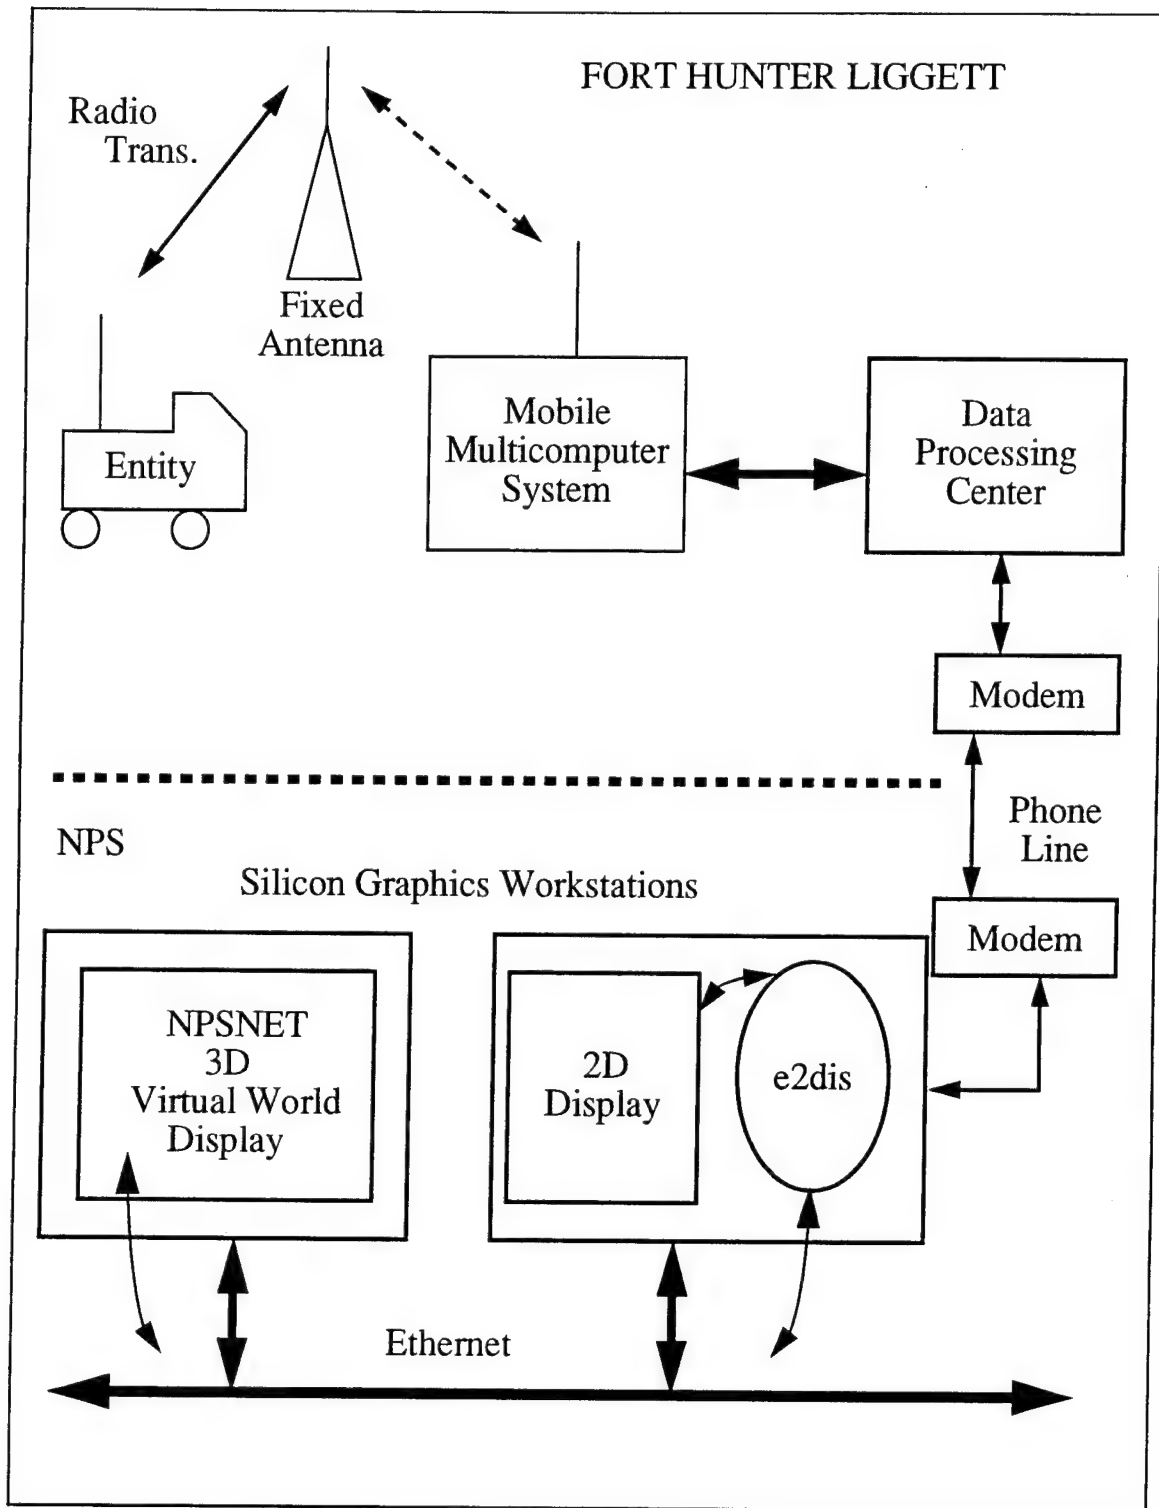 FORT HUNTER LIGGETT
Radio
Trans.
Fixed
Antenna
Entity
Mobile
Multicomputer
System
Data
Processing
Center
Modem
Phone
Line
NPS
Silicon Graphics Workstations
Modem
NPSNET
3D
Virtual World
Display
2D
Display
e2dis
Ethernet